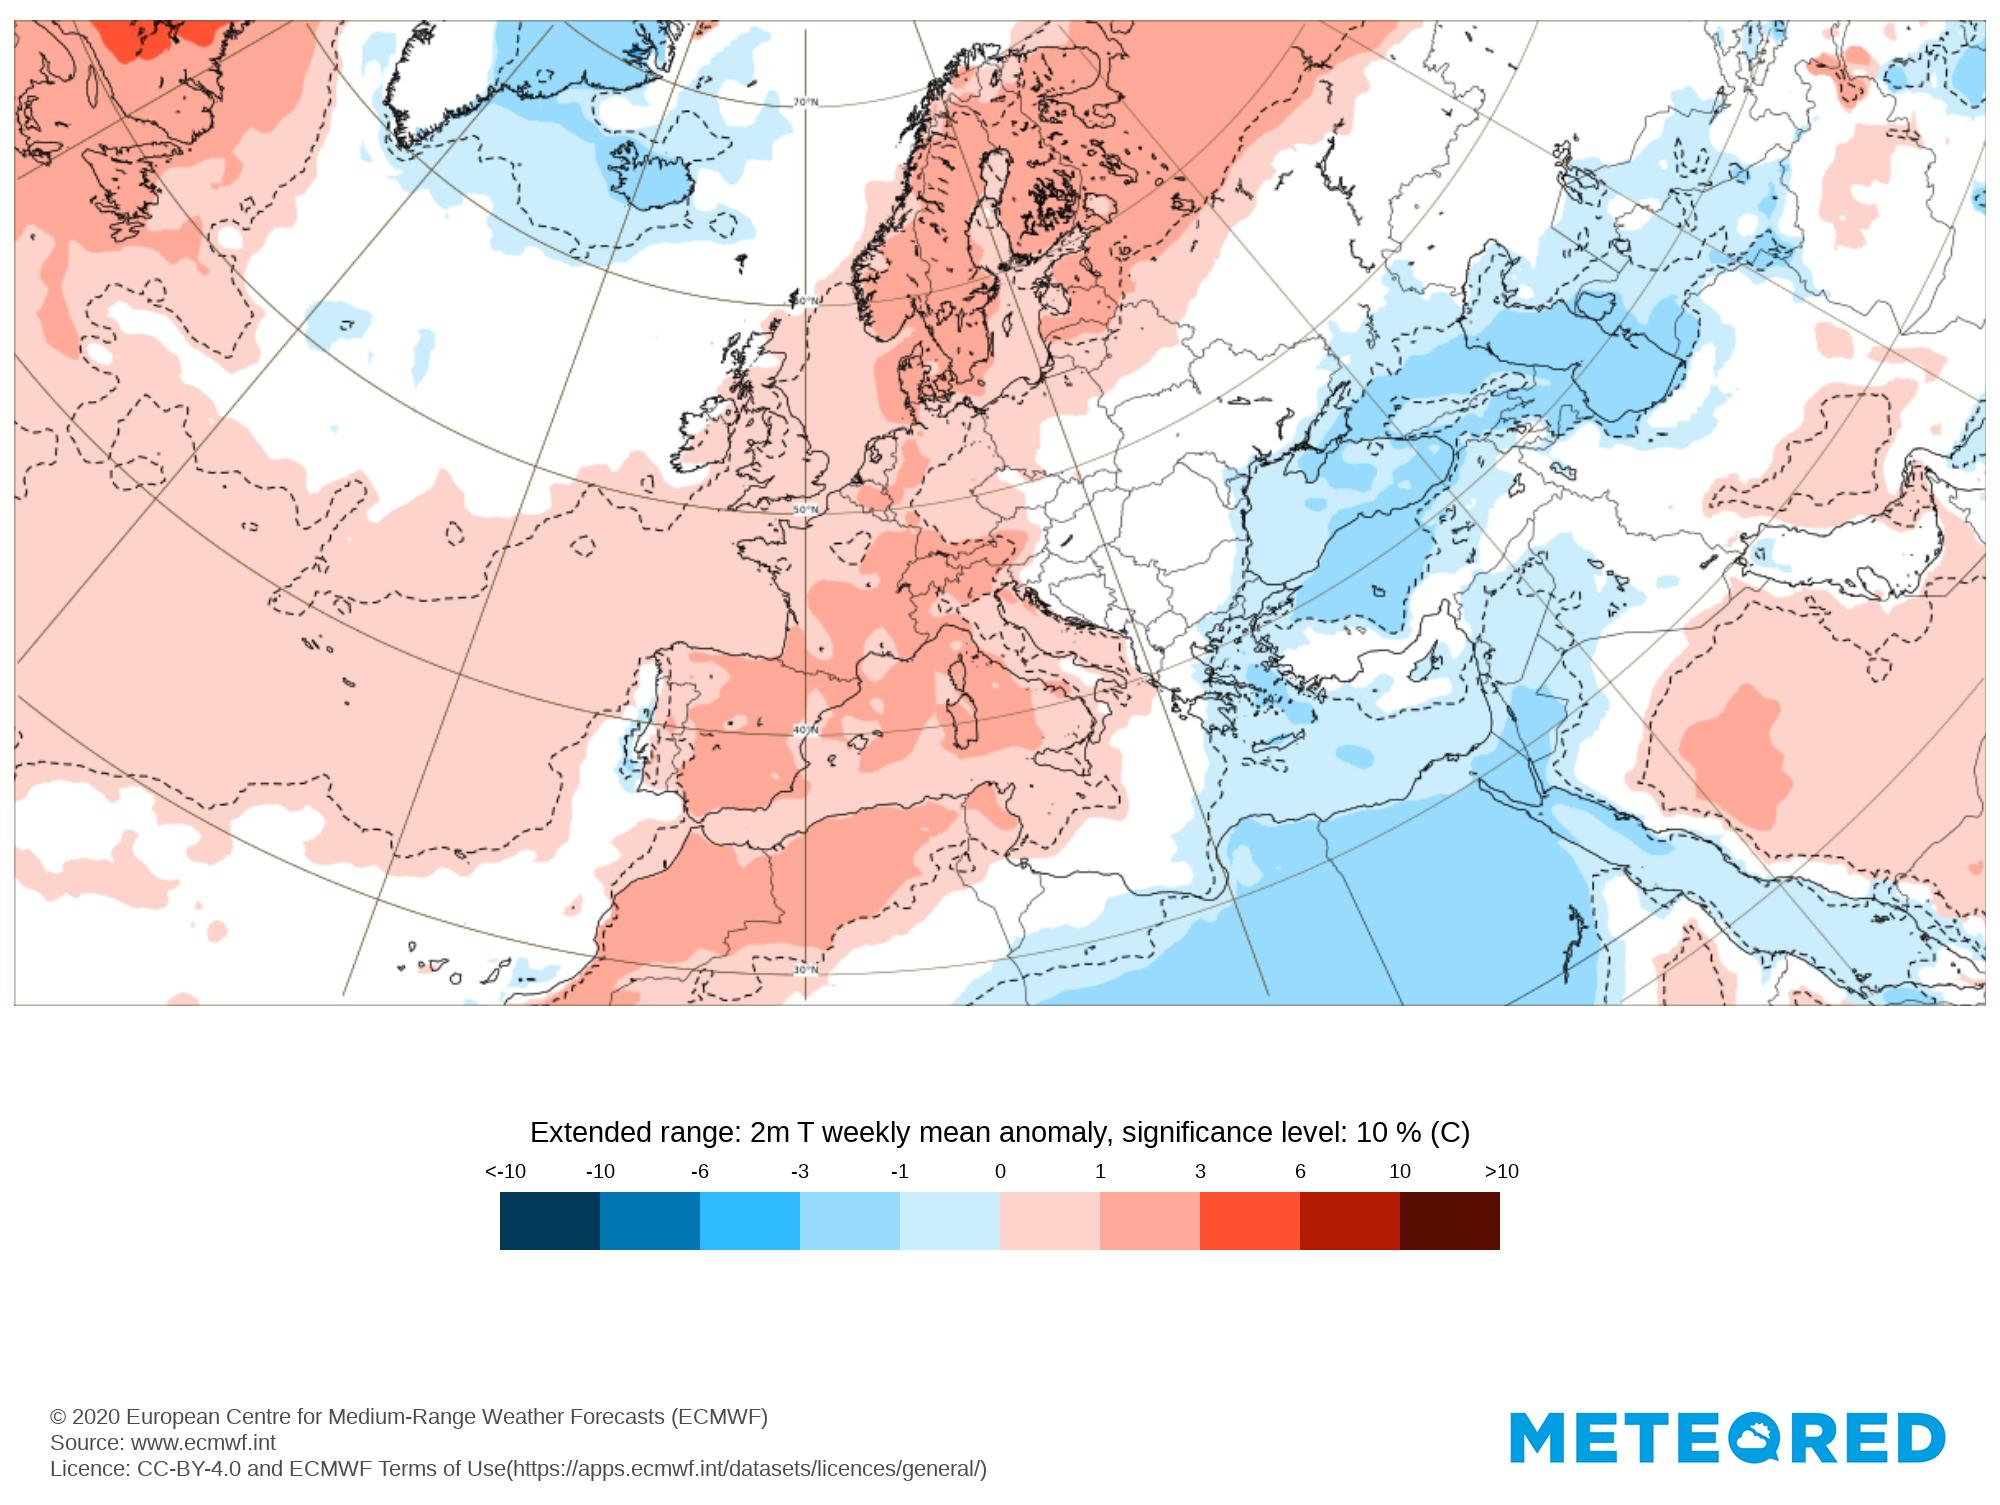 70°N
60°N
50°N
40°N
30°N
Extended range: 2m T weekly mean anomaly, significance level: 10 % (C)
<-10 -10 -6 -3 -1 0 1 3 6 10 >10
© 2020 European Centre for Medium-Range Weather Forecasts (ECMWF)
Source: www.ecmwf.int
Licence: CC-BY-4.0 and ECMWF Terms of Use(https://apps.ecmwf.int/datasets/licences/general/)
METEORED